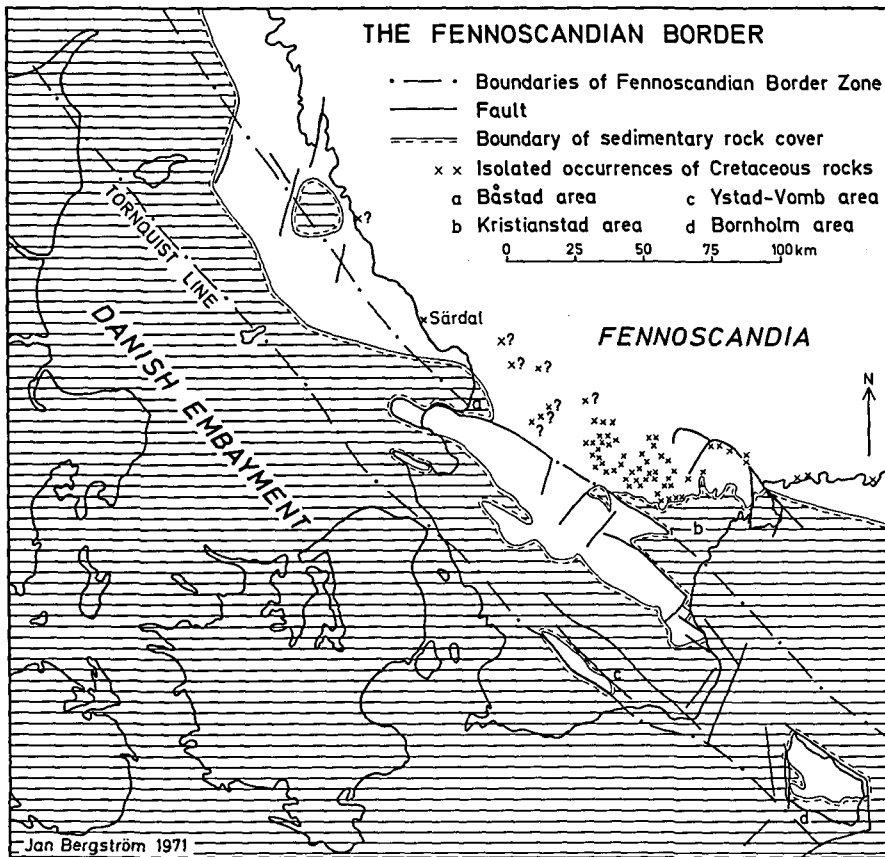 THE FENNOSCANDIAN BORDER
Boundaries of Fennoscandian Border Zone
Fault
Boundary of sedimentary rock cover
x x Isolated occurrences of Cretaceous rocks
a Båstad area c Ystad-Vomb area
b Kristianstad area d Bornholm area
0 25 50 75 100 km
TORNQUIST LINE
DANISH EMBAYMENT
x?
x Särdal
FENNOSCANDIA
N
x?
x? x?
x?
x?
x?
x?
a
b
c
d
Jan Bergström 1971